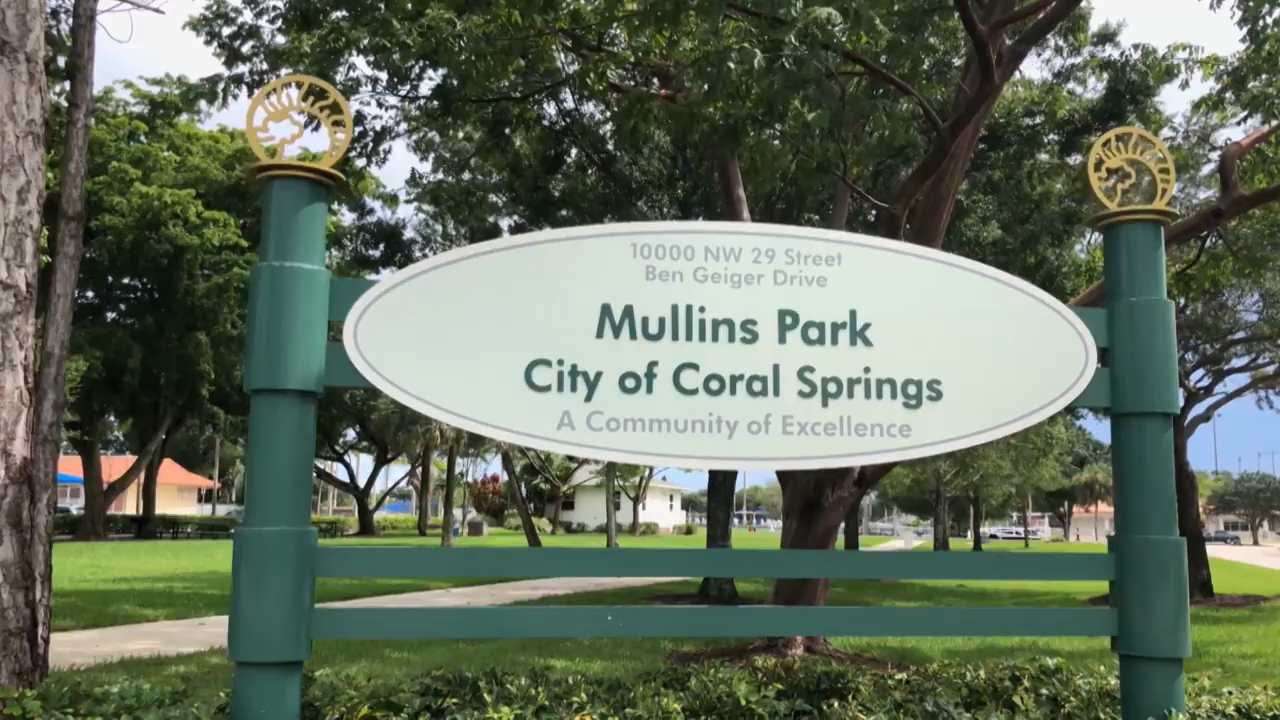 10000 NW 29 Street
Ben Geiger Drive
Mullins Park
City of Coral Springs
A Community of Excellence